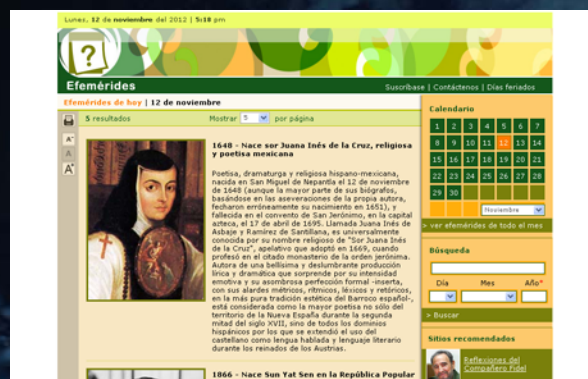 Lunes, 12 de noviembre del 2012 | 5:18 pm
Efemérides
Suscríbase | Contáctenos | Días feriados
Efemérides de hoy | 12 de noviembre
5 resultados
Mostrar 5 por página
A-
A
A+
1648 - Nace sor Juana Inés de la Cruz, religiosa
y poetisa mexicana
Poetisa, dramaturga y religiosa hispano-mexicana,
nacida en San Miguel de Nepantla el 12 de noviembre
de 1648 (aunque la mayor parte de sus biógrafos,
basándose en las aseveraciones de la propia autora,
fecharon erróneamente su nacimiento en 1651), y
fallecida en el convento de San Jerónimo, en la capital
azteca, el 17 de abril de 1695. Llamada Juana Inés de
Asbaje y Ramírez de Santillana, es universalmente
conocida por su nombre religioso de "Sor Juana Inés
de la Cruz", apelativo que adoptó en 1669, cuando
profesó en el citado monasterio de la orden jerónima.
Autora de una bellísima y deslumbrante producción
lírica y dramática que sorprende por su intensidad
emotiva y su asombrosa perfección formal -inserta,
con sus alardes métricos, rítmicos, léxicos y retóricos,
en la más pura tradición estética del Barroco español-,
está considerada como la mayor poetisa no sólo del
territorio de la Nueva España durante la segunda
mitad del siglo XVII, sino de todos los dominios
hispánicos por los que se extendió el uso del
castellano como lengua hablada y lenguaje literario
durante los reinados de los Austrias.
1866 - Nace Sun Yat Sen en la República Popular
Calendario
1 2 3 4 5 6 7
8 9 10 11 12 13 14
15 16 17 18 19 20 21
22 23 24 25 26 27 28
29 30
Noviembre
> ver efemérides de todo el mes
Búsqueda
Día Mes Año*
> Buscar
Sitios recomendados
Reflexiones del
Compañero Fidel